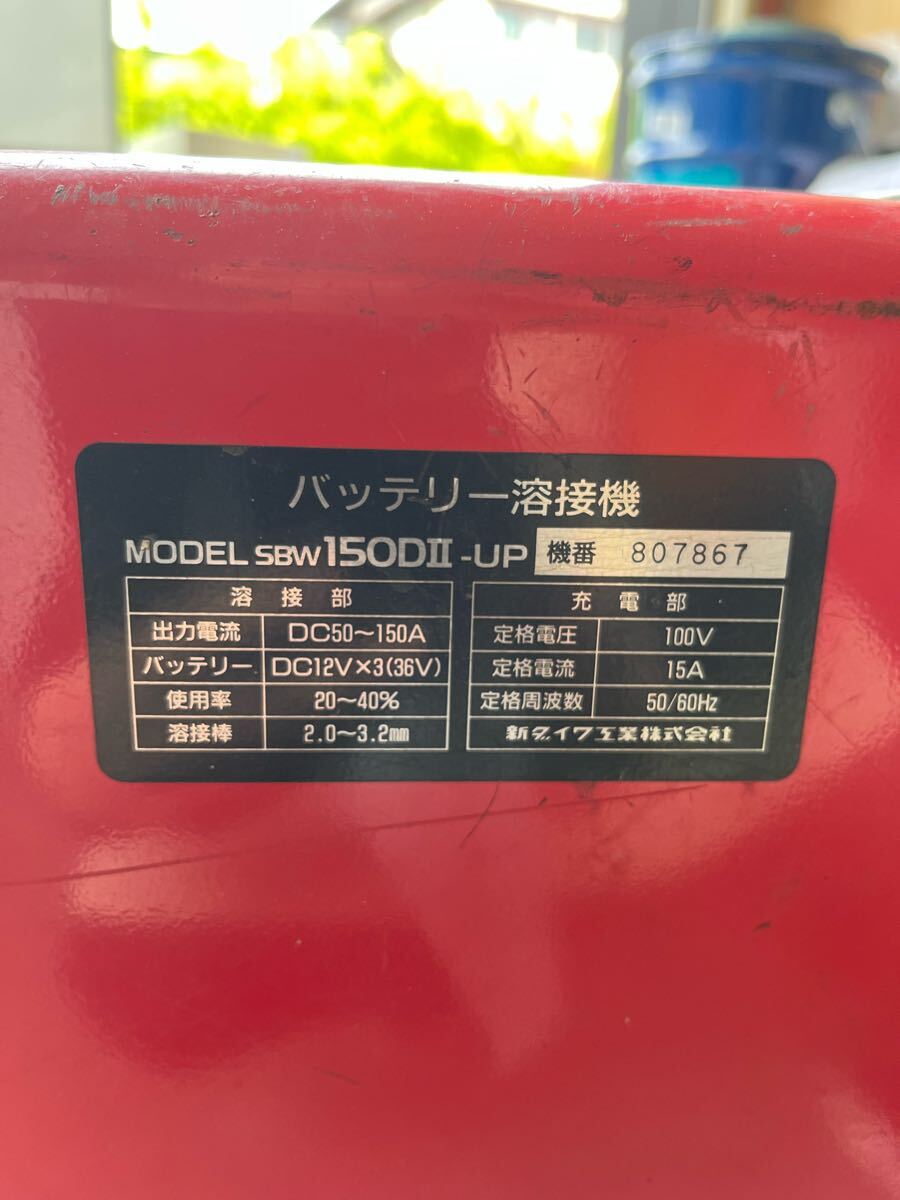 バッテリー溶接機
MODEL SBW150DII-UP 機番 807867
溶接部
出力電流 DC50〜150A
バッテリー DC12V×3(36V)
使用率 20〜40%
溶接棒 2.0〜3.2mm
充電部
定格電圧 100V
定格電流 15A
定格周波数 50/60Hz
新ダイワ工業株式会社